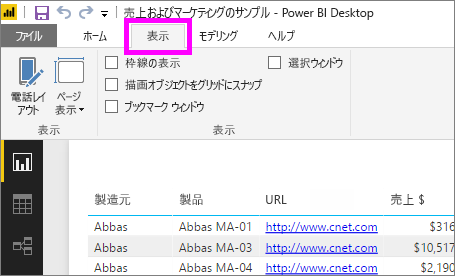 売上およびマーケティングのサンプル - Power BI Desktop
ファイル ホーム 表示 モデリング ヘルプ
電話レイアウト
ページ表示
枠線の表示
描画オブジェクトをグリッドにスナップ
ブックマーク ウィンドウ
選択ウィンドウ
表示 表示
製造元 製品 URL 売上 $
Abbas Abbas MA-01 http://www.cnet.com $316
Abbas Abbas MA-03 http://www.cnet.com $10,517
Abbas Abbas MA-04 http://www.cnet.com $2,190